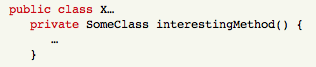 public class X…
private SomeClass interestingMethod() {
…
}